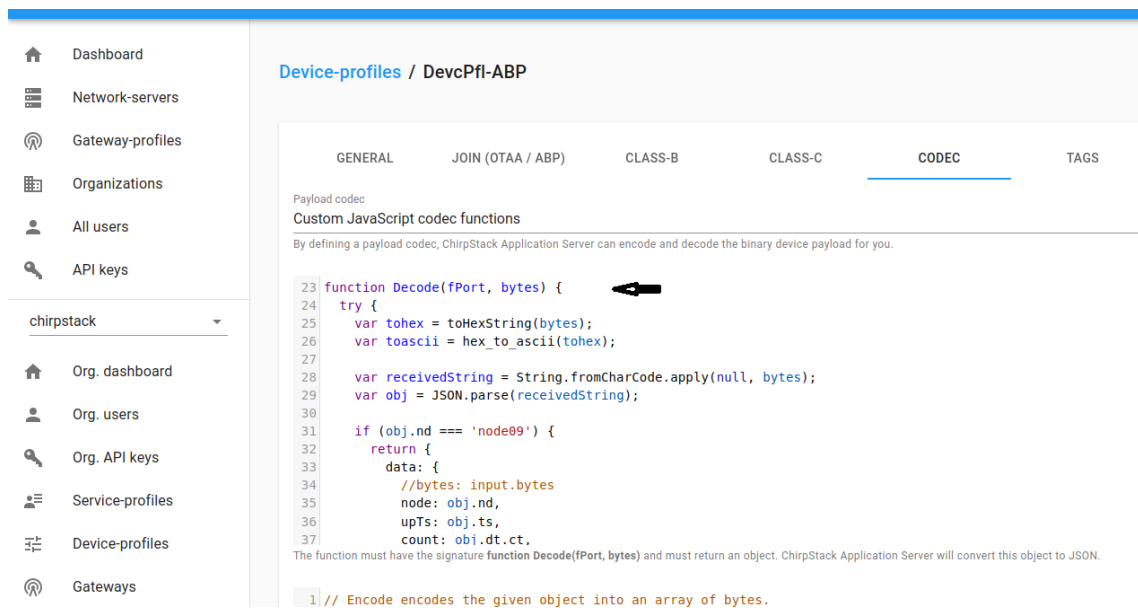 Dashboard
Network-servers
Gateway-profiles
Organizations
All users
API keys
chirpstack
Org. dashboard
Org. users
Org. API keys
Service-profiles
Device-profiles
Gateways
Device-profiles / DevcPfl-ABP
GENERAL JOIN (OTAA / ABP) CLASS-B CLASS-C CODEC TAGS
Payload codec
Custom JavaScript codec functions
By defining a payload codec, ChirpStack Application Server can encode and decode the binary device payload for you.
23 function Decode(fPort, bytes) {
24 try {
25 var tohex = toHexString(bytes);
26 var toascii = hex_to_ascii(tohex);
27
28 var receivedString = String.fromCharCode.apply(null, bytes);
29 var obj = JSON.parse(receivedString);
30
31 if (obj.nd === 'node09') {
32 return {
33 data: {
34 //bytes: input.bytes
35 node: obj.nd,
36 upTs: obj.ts,
37 count: obj.dt.ct,
The function must have the signature function Decode(fPort, bytes) and must return an object. ChirpStack Application Server will convert this object to JSON.
1 // Encode encodes the given object into an array of bytes.